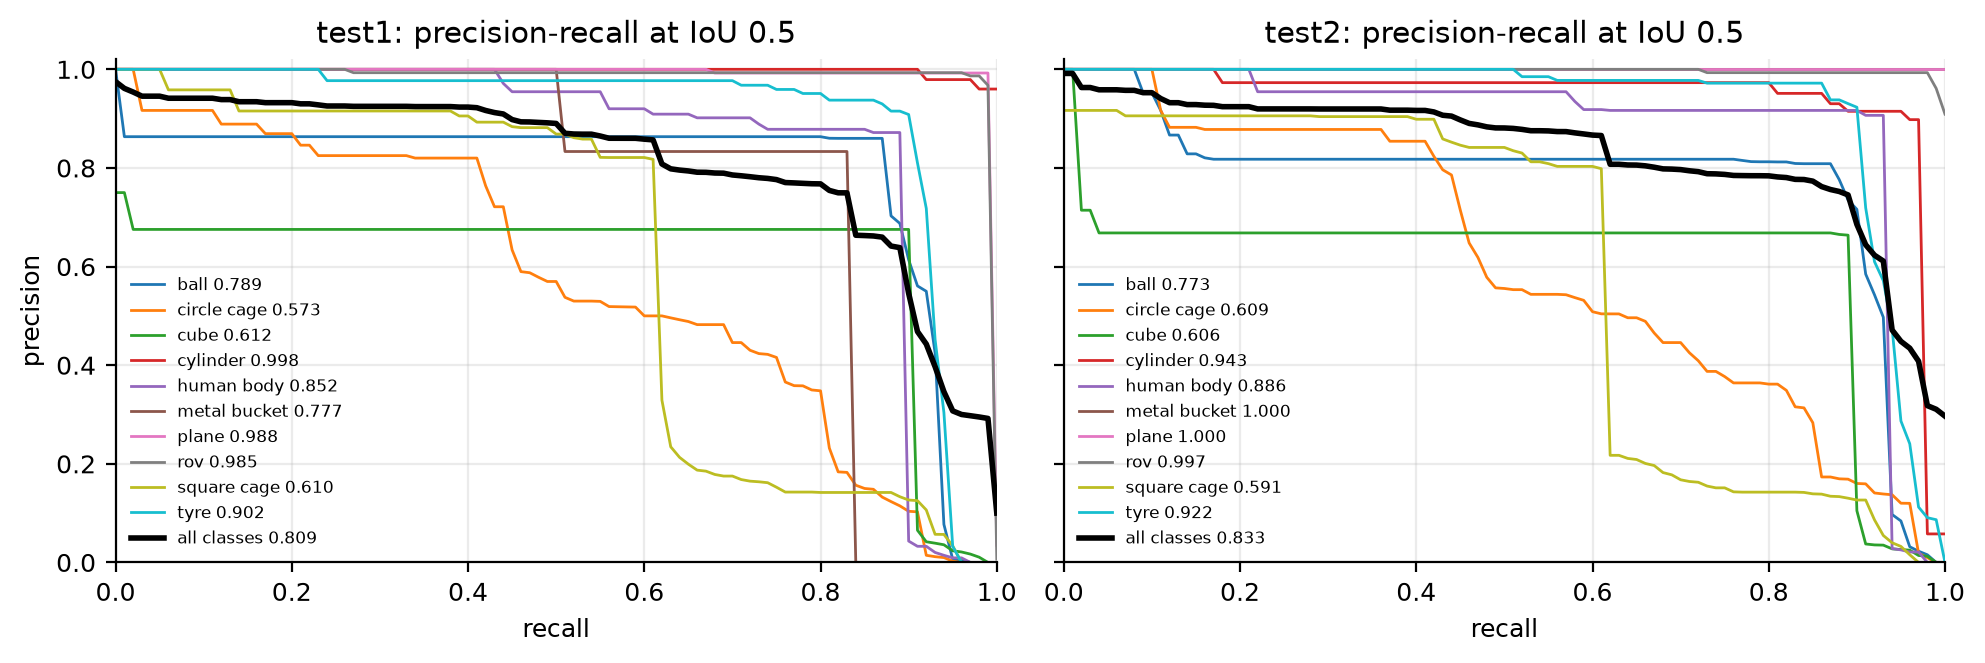 test1: precision-recall at IoU 0.5
precision
1.0
0.8
0.6
0.4
0.2
0.0
ball 0.789
circle cage 0.573
cube 0.612
cylinder 0.998
human body 0.852
metal bucket 0.777
plane 0.988
rov 0.985
square cage 0.610
tyre 0.902
all classes 0.809
0.0 0.2 0.4 0.6 0.8 1.0
recall
test2: precision-recall at IoU 0.5
ball 0.773
circle cage 0.609
cube 0.606
cylinder 0.943
human body 0.886
metal bucket 1.000
plane 1.000
rov 0.997
square cage 0.591
tyre 0.922
all classes 0.833
0.0 0.2 0.4 0.6 0.8 1.0
recall